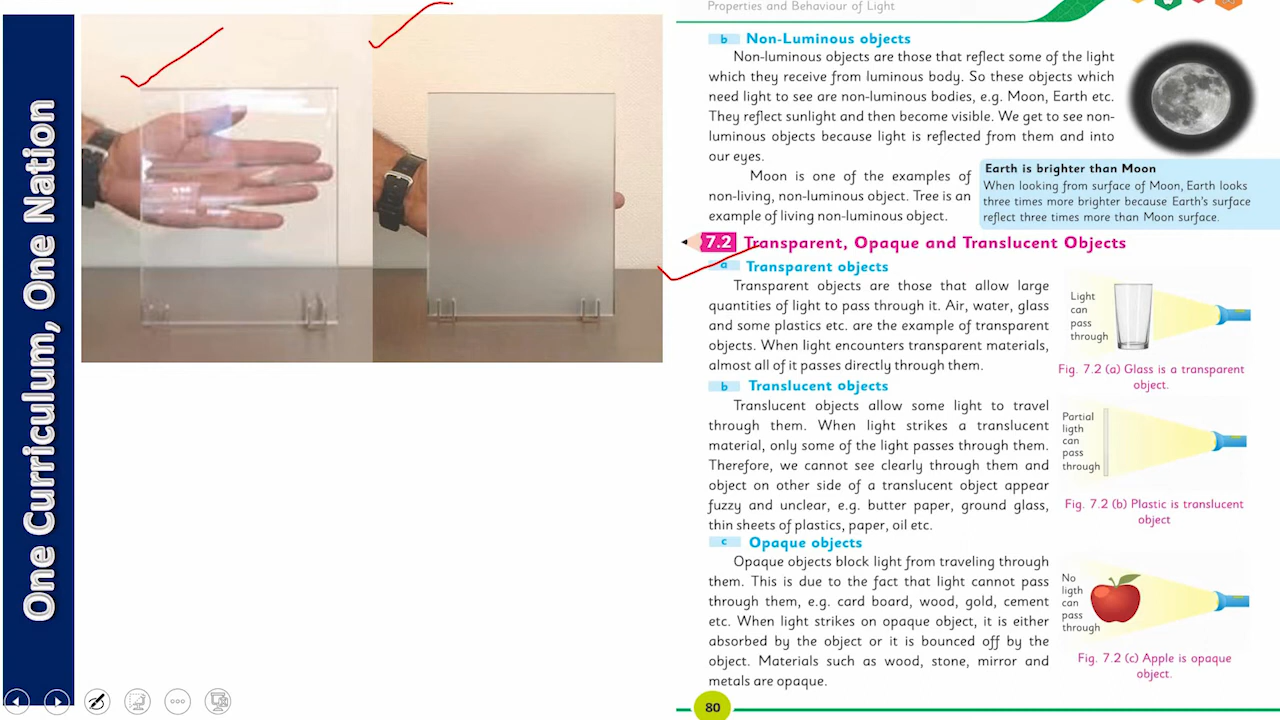 One Curriculum, One Nation
Properties and Behaviour of Light
b Non-Luminous objects
Non-luminous objects are those that reflect some of the light
which they receive from luminous body. So these objects which
need light to see are non-luminous bodies, e.g. Moon, Earth etc.
They reflect sunlight and then become visible. We get to see non-
luminous objects because light is reflected from them and into
our eyes.
Moon is one of the examples of
non-living, non-luminous object. Tree is an
example of living non-luminous object.
Earth is brighter than Moon
When looking from surface of Moon, Earth looks
three times more brighter because Earth's surface
reflect three times more than Moon surface.
7.2 Transparent, Opaque and Translucent Objects
a Transparent objects
Transparent objects are those that allow large
quantities of light to pass through it. Air, water, glass
and some plastics etc. are the example of transparent
objects. When light encounters transparent materials,
almost all of it passes directly through them.
Light
can
pass
through
Fig. 7.2 (a) Glass is a transparent
object.
b Translucent objects
Translucent objects allow some light to travel
through them. When light strikes a translucent
material, only some of the light passes through them.
Therefore, we cannot see clearly through them and
object on other side of a translucent object appear
fuzzy and unclear, e.g. butter paper, ground glass,
thin sheets of plastics, paper, oil etc.
Partial
ligth
can
pass
through
Fig. 7.2 (b) Plastic is translucent
object
c Opaque objects
Opaque objects block light from traveling through
them. This is due to the fact that light cannot pass
through them, e.g. card board, wood, gold, cement
etc. When light strikes on opaque object, it is either
absorbed by the object or it is bounced off by the
object. Materials such as wood, stone, mirror and
metals are opaque.
No
ligth
can
pass
through
Fig. 7.2 (c) Apple is opaque
object.
80